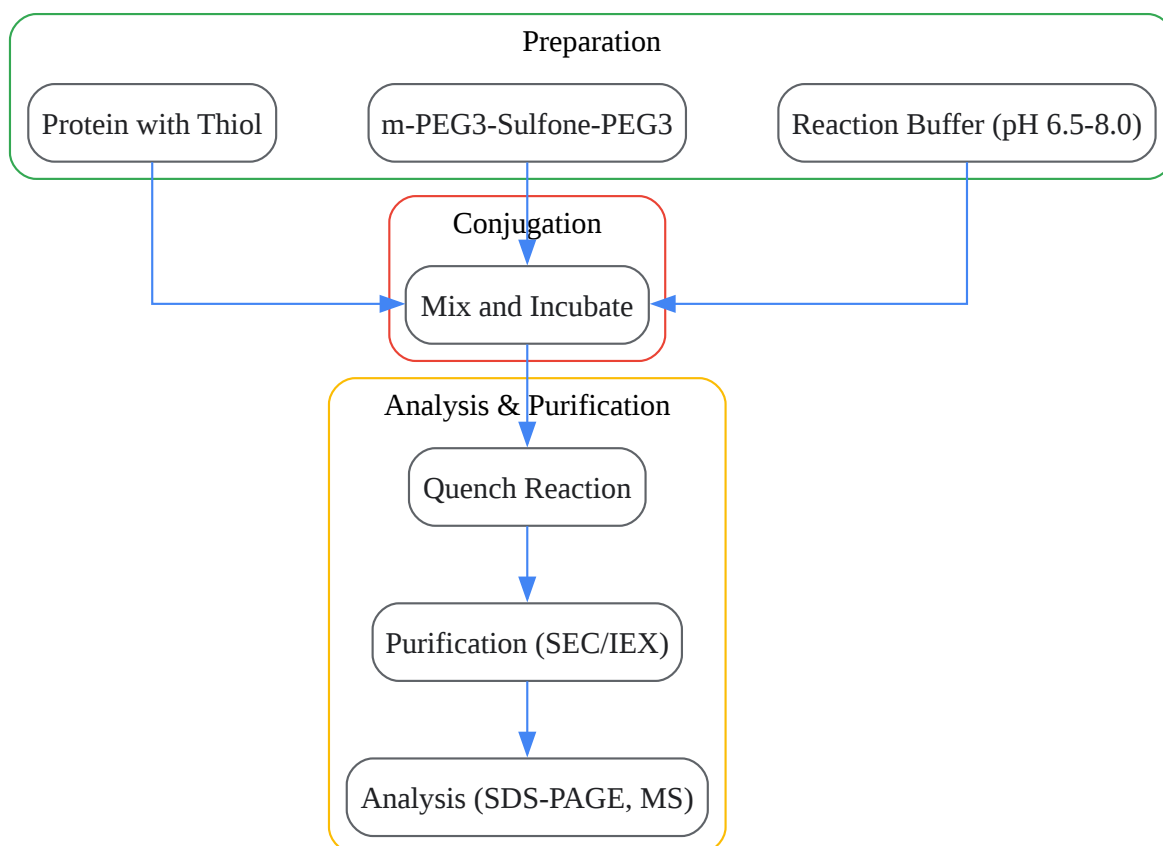 Preparation
Protein with Thiol
m-PEG3-Sulfone-PEG3
Reaction Buffer (pH 6.5-8.0)
Conjugation
Mix and Incubate
Analysis & Purification
Quench Reaction
Purification (SEC/IEX)
Analysis (SDS-PAGE, MS)